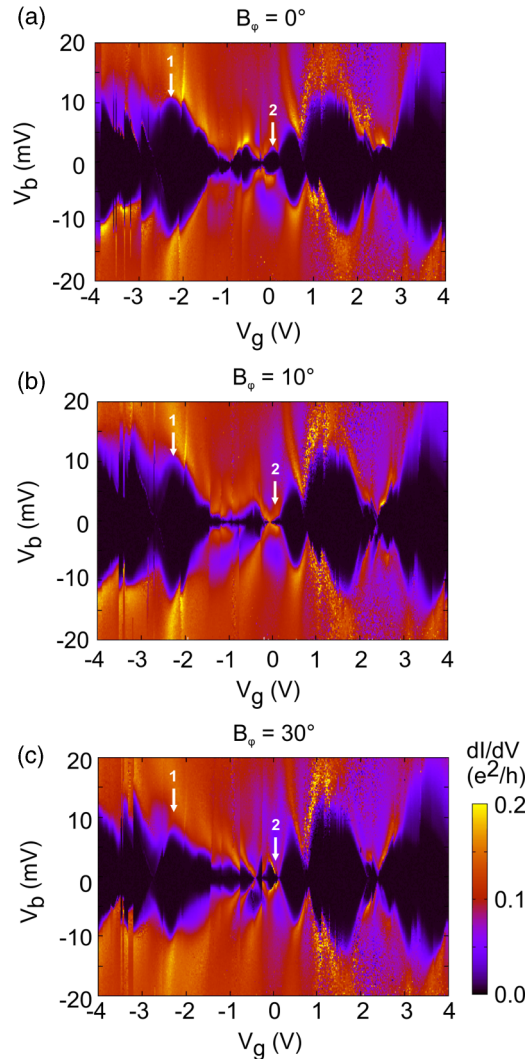 (a)
B_φ = 0°
20
10
0
-10
-20
V_b (mV)
1
2
-4 -3 -2 -1 0 1 2 3 4
V_g (V)
(b)
B_φ = 10°
20
10
0
-10
-20
V_b (mV)
1
2
-4 -3 -2 -1 0 1 2 3 4
V_g (V)
(c)
B_φ = 30°
20
10
0
-10
-20
V_b (mV)
1
2
-4 -3 -2 -1 0 1 2 3 4
V_g (V)
dI/dV
(e²/h)
0.2
0.1
0.0